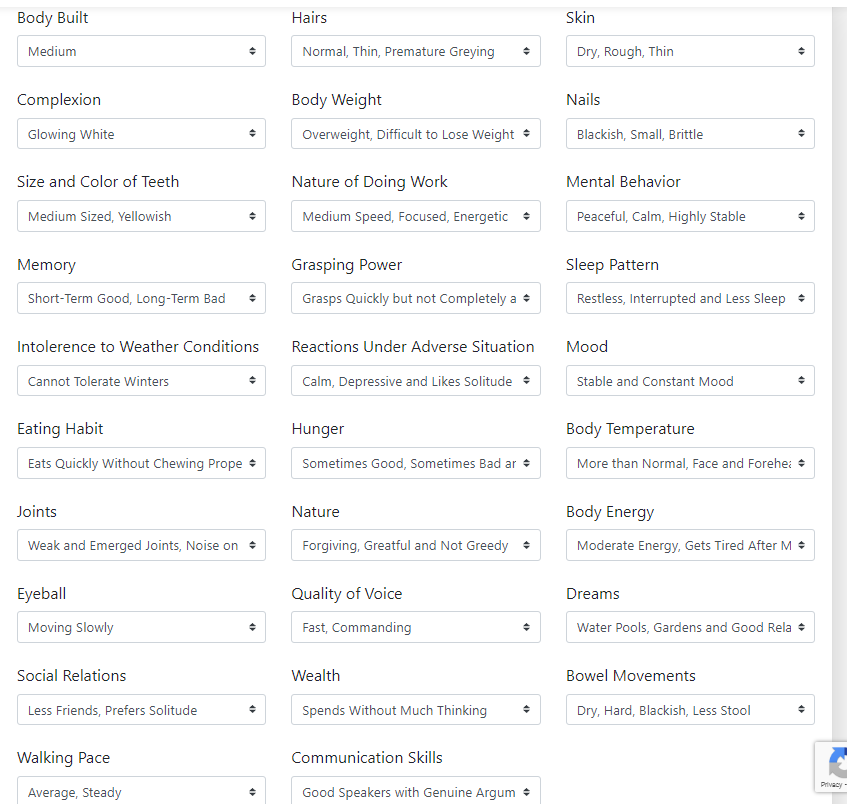 Body Built
Hairs
Skin
Medium
Normal, Thin, Premature Greying
Dry, Rough, Thin
Complexion
Body Weight
Nails
Glowing White
Overweight, Difficult to Lose Weight
Blackish, Small, Brittle
Size and Color of Teeth
Nature of Doing Work
Mental Behavior
Medium Sized, Yellowish
Medium Speed, Focused, Energetic
Peaceful, Calm, Highly Stable
Memory
Grasping Power
Sleep Pattern
Short-Term Good, Long-Term Bad
Grasps Quickly but not Completely a
Restless, Interrupted and Less Sleep
Intolerence to Weather Conditions
Reactions Under Adverse Situation
Mood
Cannot Tolerate Winters
Calm, Depressive and Likes Solitude
Stable and Constant Mood
Eating Habit
Hunger
Body Temperature
Eats Quickly Without Chewing Prope
Sometimes Good, Sometimes Bad ar
More than Normal, Face and Forehea
Joints
Nature
Body Energy
Weak and Emerged Joints, Noise on
Forgiving, Greatful and Not Greedy
Moderate Energy, Gets Tired After M
Eyeball
Quality of Voice
Dreams
Moving Slowly
Fast, Commanding
Water Pools, Gardens and Good Rela
Social Relations
Wealth
Bowel Movements
Less Friends, Prefers Solitude
Spends Without Much Thinking
Dry, Hard, Blackish, Less Stool
Walking Pace
Communication Skills
Average, Steady
Good Speakers with Genuine Argum
Privacy -